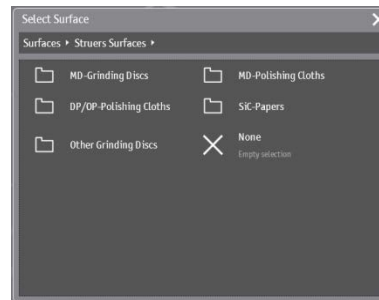 Select Surface
Surfaces ▸ Struers Surfaces ▸
MD-Grinding Discs
MD-Polishing Cloths
DP/OP-Polishing Cloths
SiC-Papers
Other Grinding Discs
None
Empty selection